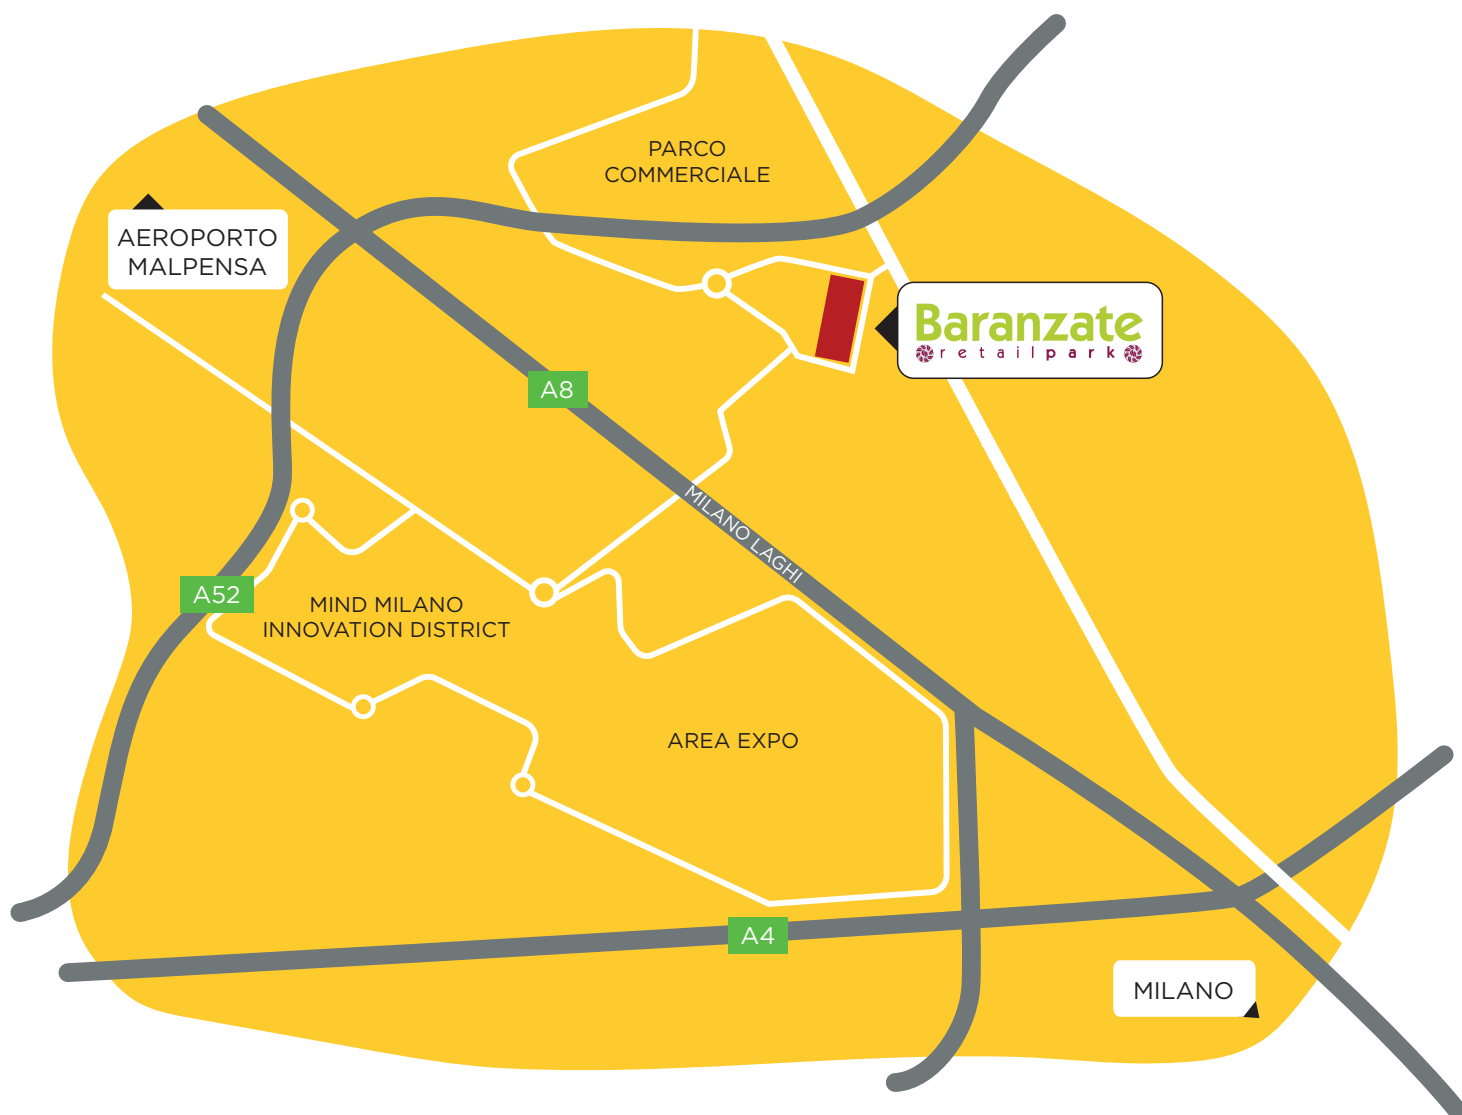 PARCO
COMMERCIALE
AEROPORTO
MALPENSA
Baranzate
retailpark
A8
MILANO LAGHI
A52
MIND MILANO
INNOVATION DISTRICT
AREA EXPO
A4
MILANO